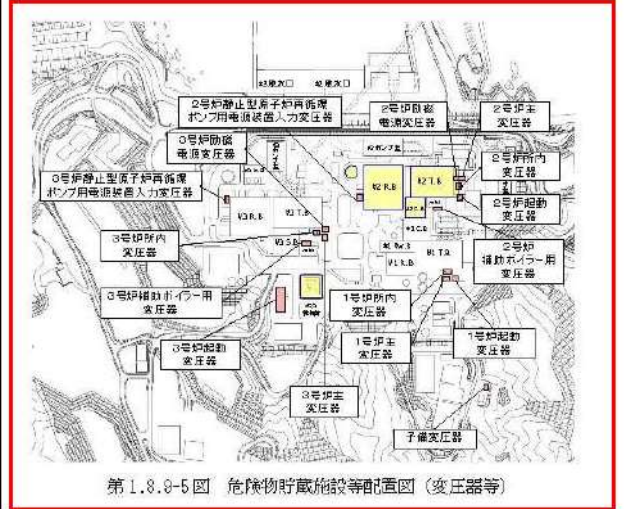 2号炉静止型原子炉再循環
ポンプ用電源装置入力変圧器
2号炉励磁
電源変圧器
2号炉主
変圧器
3号炉励磁
電源変圧器
2号炉所内
変圧器
3号炉静止型原子炉再循環
ポンプ用電源装置入力変圧器
#2 R.B
#2 T.B
2号炉起動
変圧器
#3 R.B
#3 T.B
3号炉所内
変圧器
#3 S.B
#1 R.B
#1 T.B
2号炉
補助ボイラー用
変圧器
3号炉補助ボイラー用
変圧器
1号炉所内
変圧器
3号炉起動
変圧器
1号炉主
変圧器
1号炉起動
変圧器
3号炉主
変圧器
予備変圧器
第1.8.9-5図 危険物貯蔵施設等配置図（変圧器等）